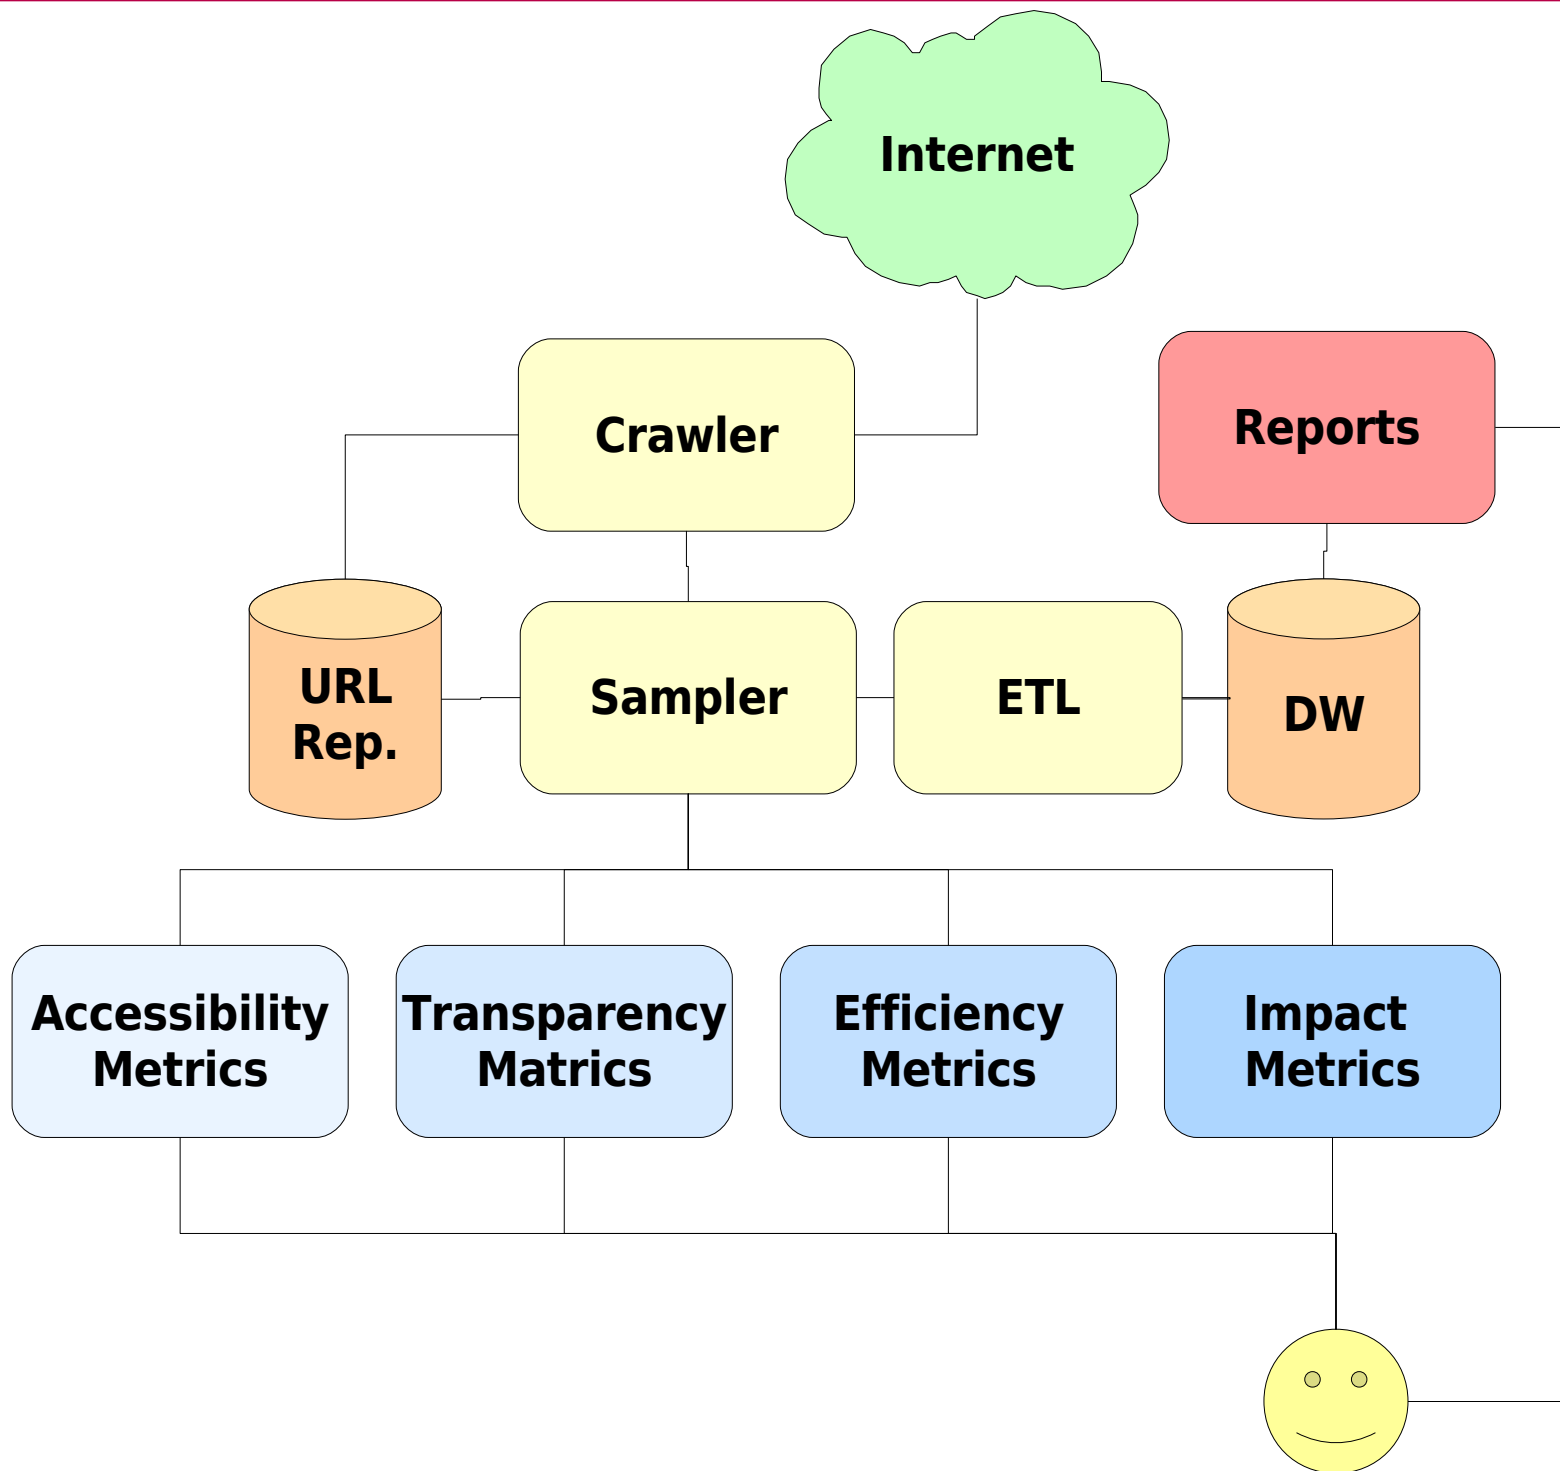 Internet
Crawler
Reports
URL
Rep.
Sampler
ETL
DW
Accessibility
Metrics
Transparency
Matrics
Efficiency
Metrics
Impact
Metrics